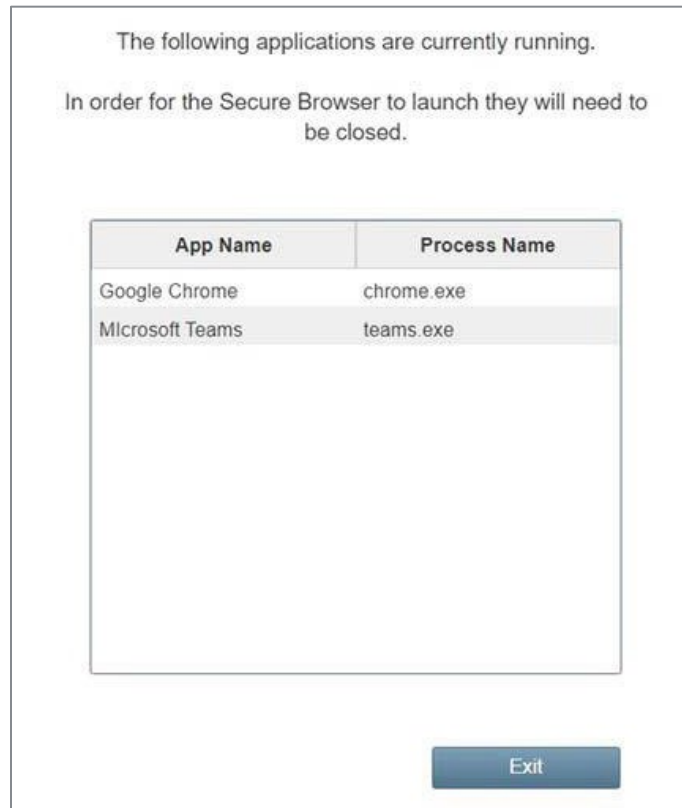 The following applications are currently running.
In order for the Secure Browser to launch they will need to
be closed.
App Name Process Name
Google Chrome chrome.exe
MIcrosoft Teams teams.exe
Exit